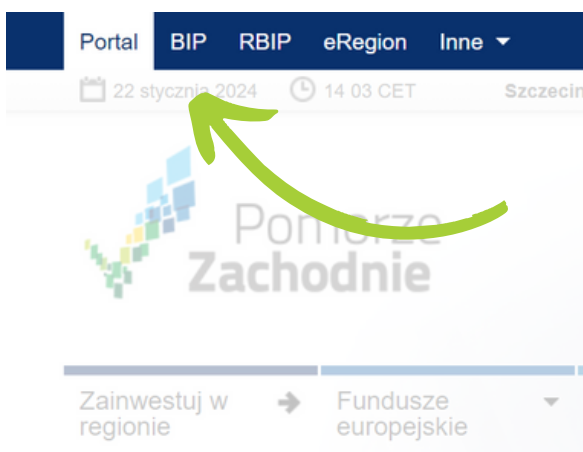 Portal BIP RBIP eRegion Inne
22 stycznia 2024 14 03 CET Szczecin
Pomorze
Zachodnie
Zainwestuj w
regionie
Fundusze
europejskie